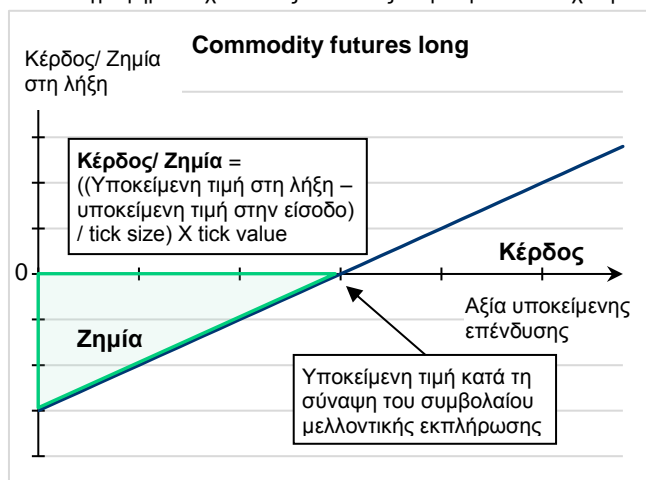 Commodity futures long
Κέρδος/ Ζημία
στη λήξη
Κέρδος/ Ζημία =
((Υποκείμενη τιμή στη λήξη –
υποκείμενη τιμή στην είσοδο)
/ tick size) X tick value
Κέρδος
0
Αξία υποκείμενης
επένδυσης
Ζημία
Υποκείμενη τιμή κατά τη
σύναψη του συμβολαίου
μελλοντικής εκπλήρωσης